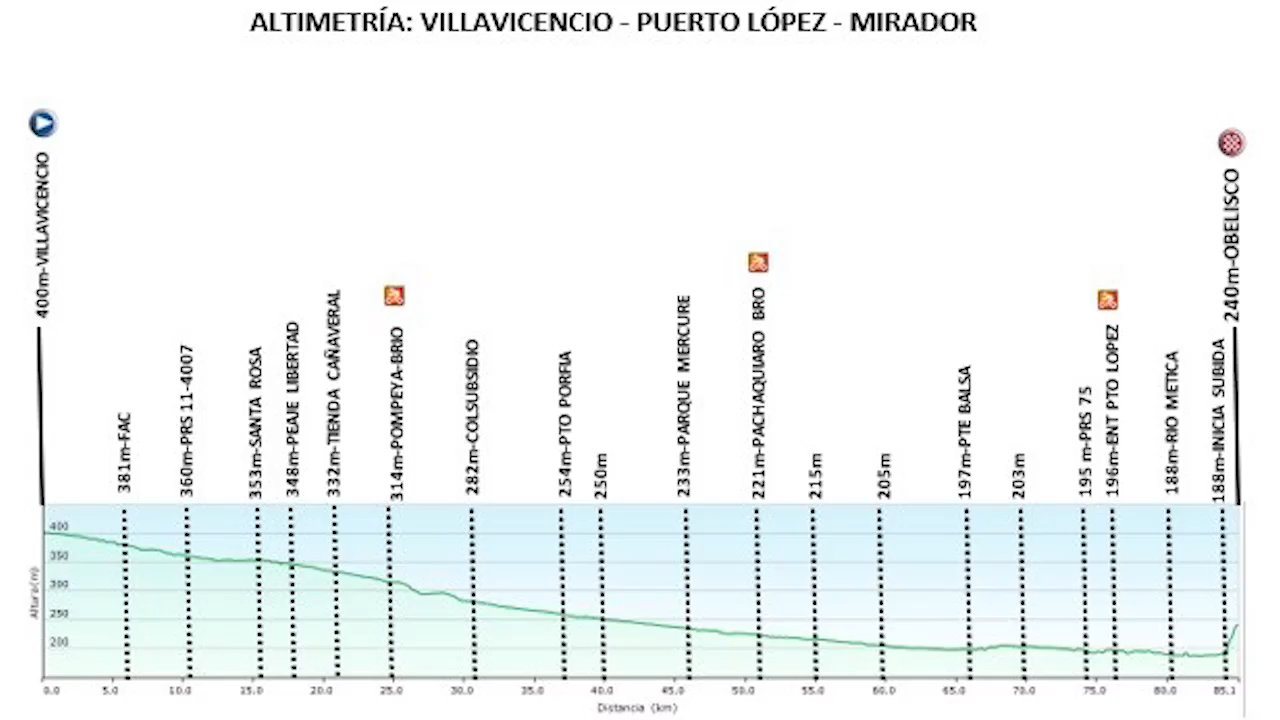 ALTIMETRÍA: VILLAVICENCIO - PUERTO LÓPEZ - MIRADOR
400m-VILLAVICENCIO
381m-FAC
360m-PRS 11-4007
353m-SANTA ROSA
348m-PEAJE LIBERTAD
332m-TIENDA CAÑAVERAL
314m-POMPEYA-BRIO
282m-COLSUBSIDIO
254m-PTO PORFIA
250m
233m-PARQUE MERCURE
221m-PACHAQUIARO BRO
215m
205m
197m-PTE BALSA
203m
195 m-PRS 75
196m-ENT PTO LOPEZ
188m-RIO METICA
188m-INICIA SUBIDA
240m-OBELISCO
400
350
300
250
200
Altura(m)
0.0 5.0 10.0 15.0 20.0 25.0 30.0 35.0 40.0 45.0 50.0 55.0 60.0 65.0 70.0 75.0 80.0 85.1
Distancia (km)